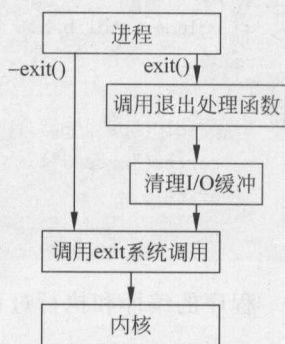 进程
–exit()
exit()
调用退出处理函数
清理I/O缓冲
调用exit系统调用
内核